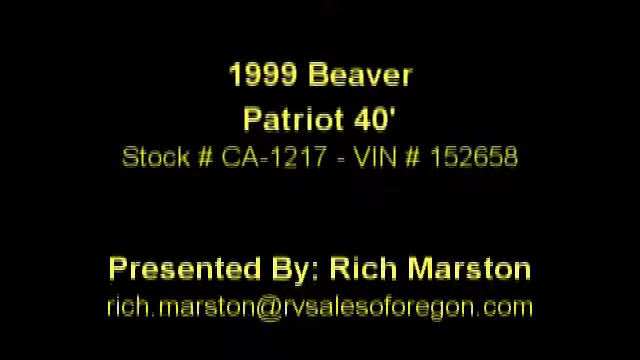 1999 Beaver
Patriot 40'
Stock # CA-1217 - VIN # 152658
Presented By: Rich Marston
rich.marston@rvsalesoforegon.com